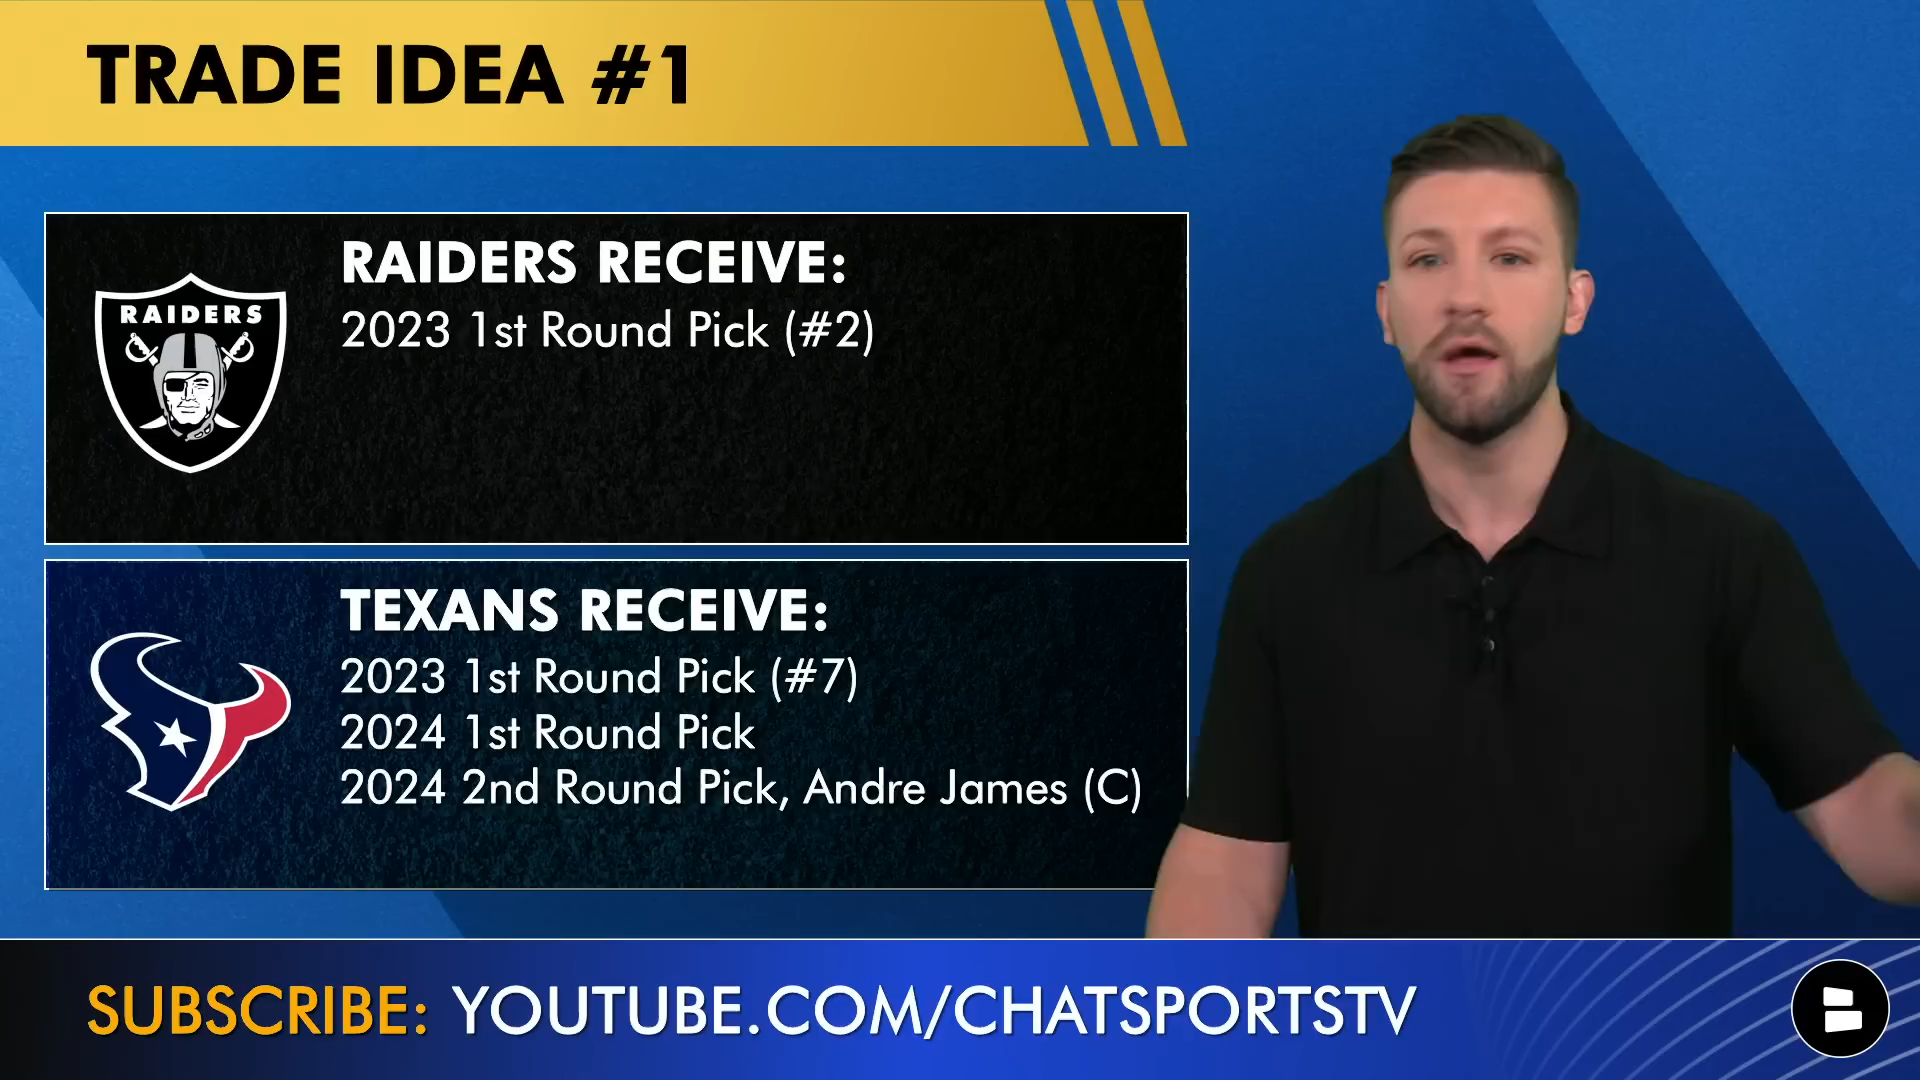 TRADE IDEA #1
RAIDERS RECEIVE:
2023 1st Round Pick (#2)
RAIDERS
TEXANS RECEIVE:
2023 1st Round Pick (#7)
2024 1st Round Pick
2024 2nd Round Pick, Andre James (C)
SUBSCRIBE: YOUTUBE.COM/CHATSPORTSTV